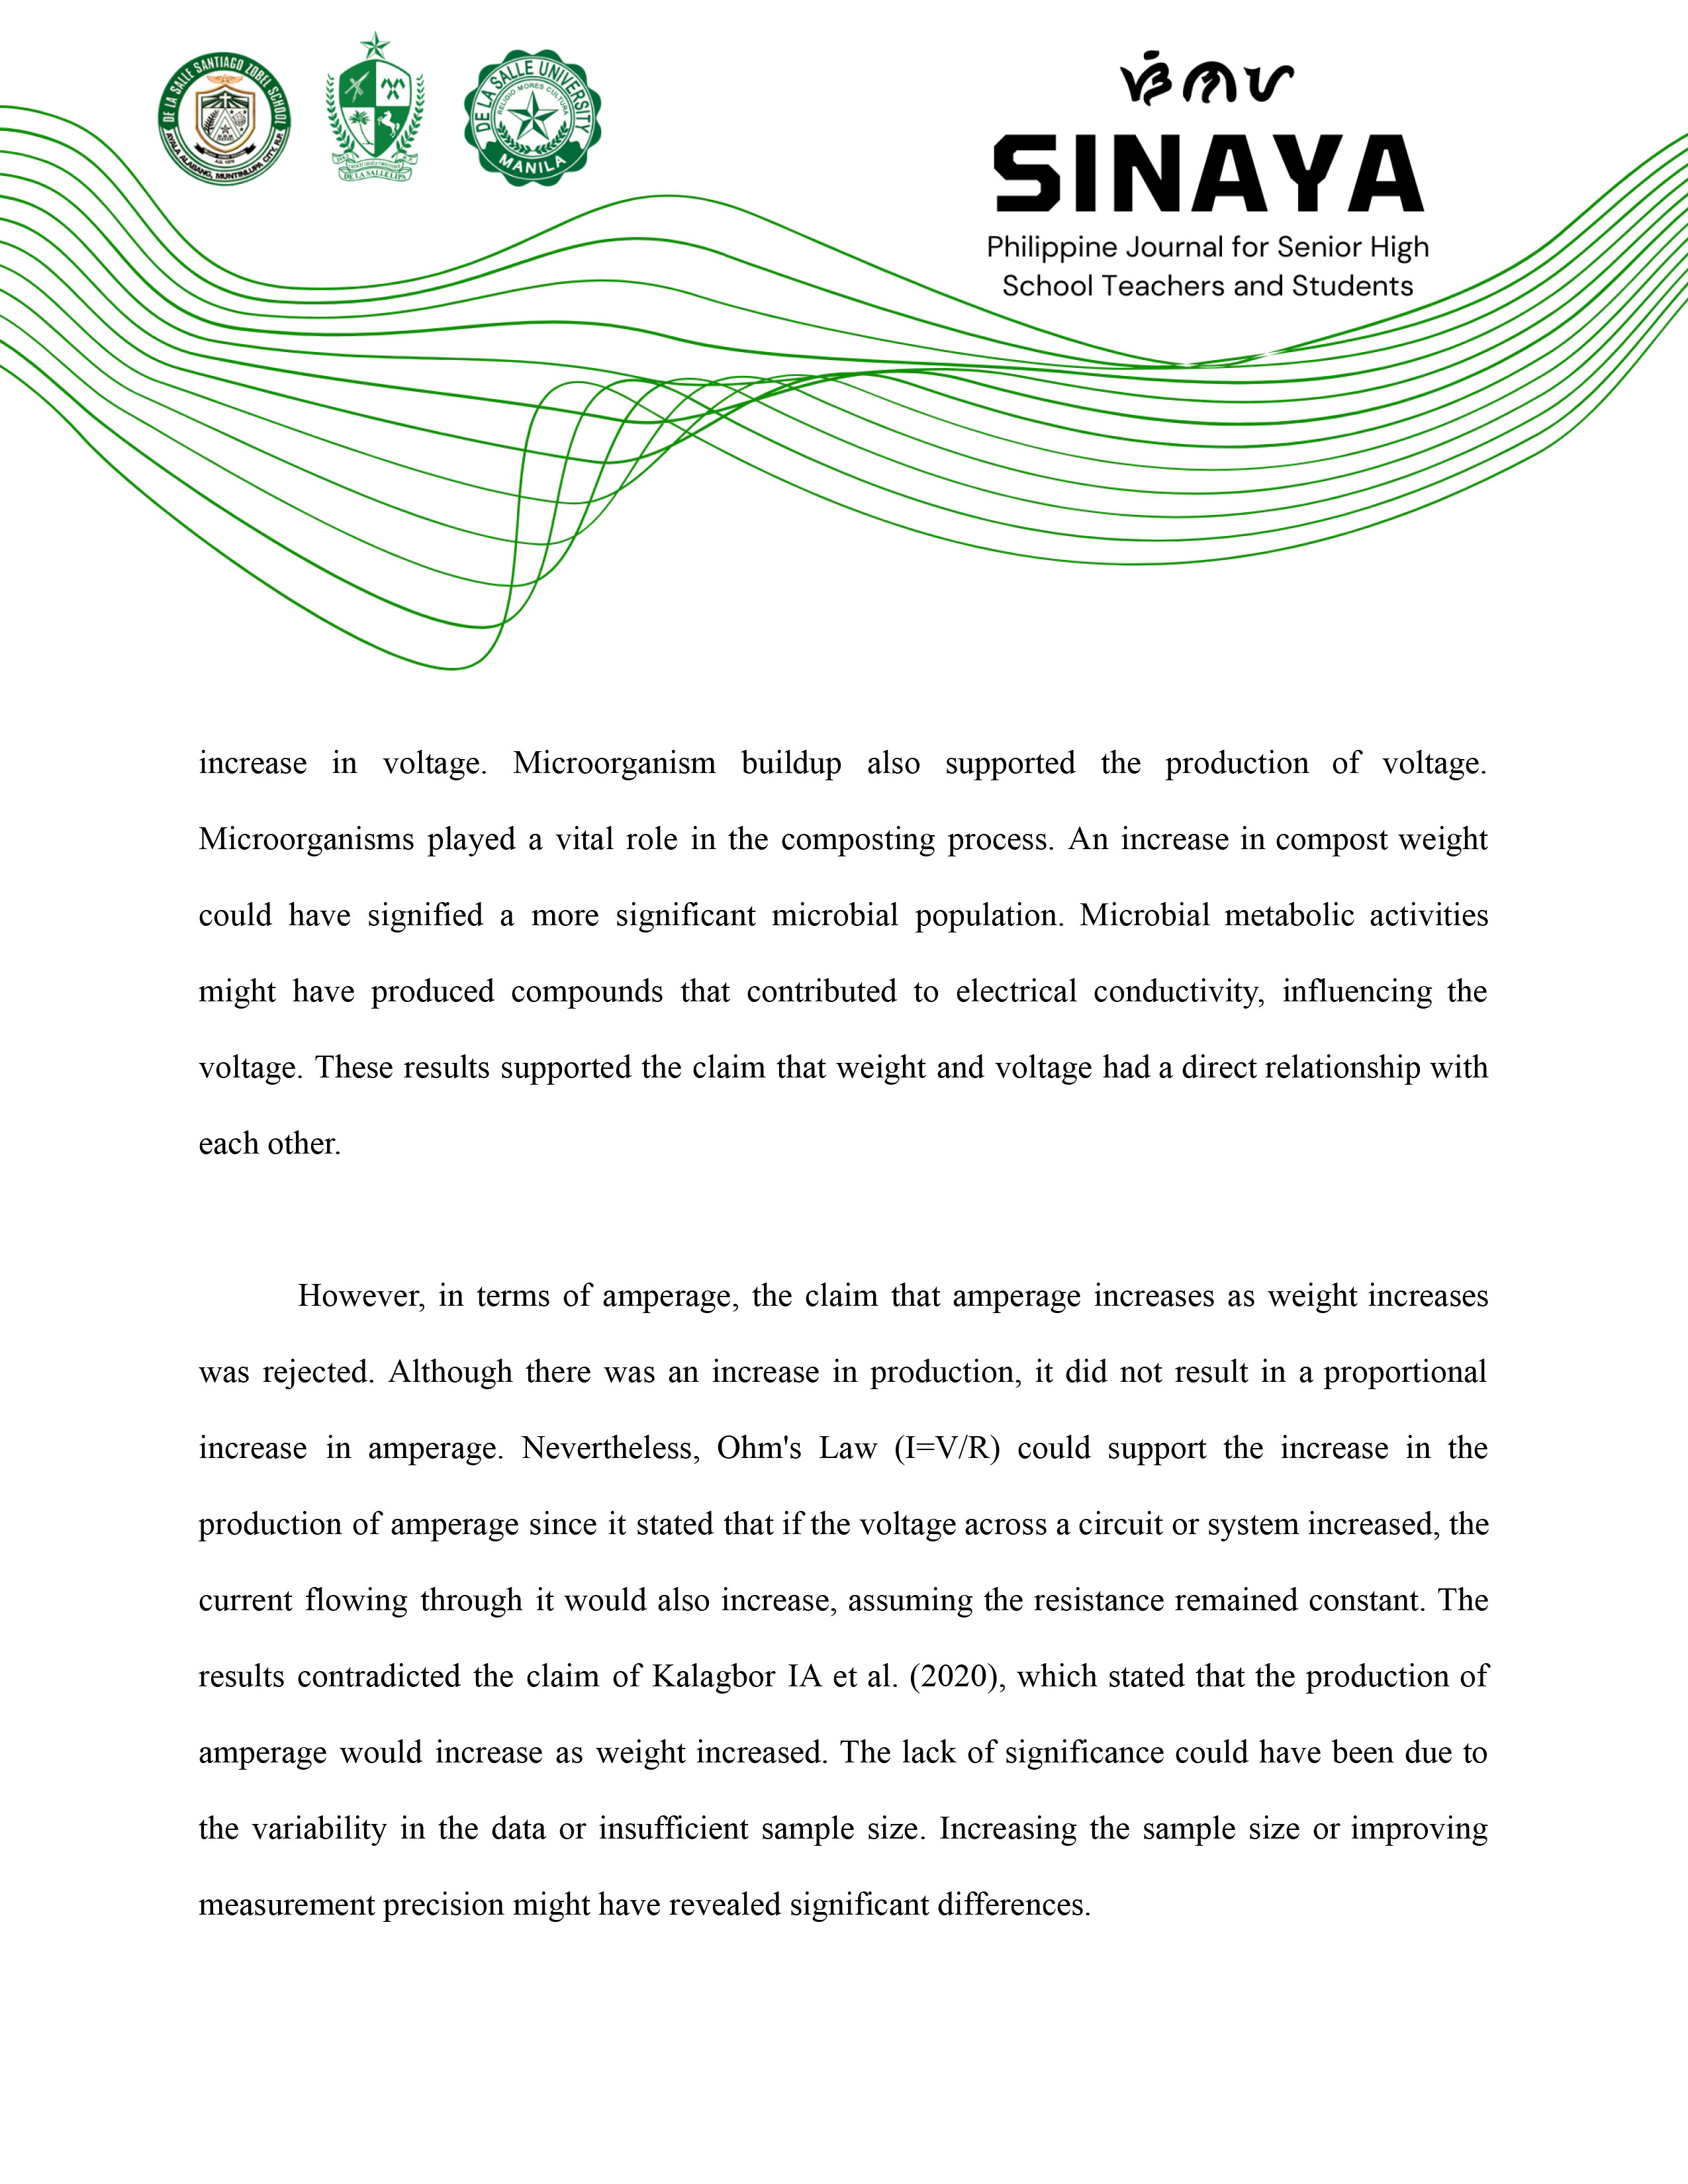 DE LA SALLE SANTIAGO ZOBEL SCHOOL
AYALA ALABANG, MUNTINLUPA CITY, R.P.
DE LA SALLE LIPA
DE LA SALLE UNIVERSITY
RELIGIO MORES CULTURA
MANILA
SINAYA
Philippine Journal for Senior High
School Teachers and Students
increase in voltage. Microorganism buildup also supported the production of voltage.
Microorganisms played a vital role in the composting process. An increase in compost weight
could have signified a more significant microbial population. Microbial metabolic activities
might have produced compounds that contributed to electrical conductivity, influencing the
voltage. These results supported the claim that weight and voltage had a direct relationship with
each other.
However, in terms of amperage, the claim that amperage increases as weight increases
was rejected. Although there was an increase in production, it did not result in a proportional
increase in amperage. Nevertheless, Ohm's Law (I=V/R) could support the increase in the
production of amperage since it stated that if the voltage across a circuit or system increased, the
current flowing through it would also increase, assuming the resistance remained constant. The
results contradicted the claim of Kalagbor IA et al. (2020), which stated that the production of
amperage would increase as weight increased. The lack of significance could have been due to
the variability in the data or insufficient sample size. Increasing the sample size or improving
measurement precision might have revealed significant differences.